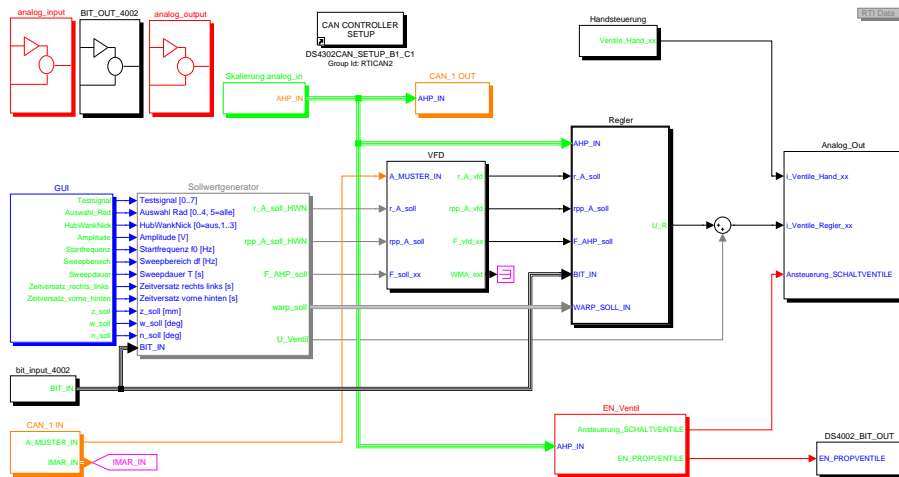 analog_input
BIT_OUT_4002
analog_output
CAN CONTROLLER
SETUP
DS4302CAN_SETUP_B1_C1
Group Id: RTICAN2
Handsteuerung
Ventile_Hand_xx
RTI Data
Skalierung analog_in
AHP_IN
CAN_1 OUT
AHP_IN
GUI
Testsignal
Auswahl_Rad
HubWankNick
Amplitude
Startfrequenz
Sweepbereich
Sweepdauer
Zeitversatz_rechts_links
Zeitversatz_vorne_hinten
z_soll
w_soll
n_soll
Sollwertgenerator
Testsignal [0..7]
Auswahl Rad [0..4, 5=alle]
HubWankNick [0=aus,1...3]
Amplitude [V]
Startfrequenz f0 [Hz]
Sweepbereich df [Hz]
Sweepdauer T [s]
Zeitversatz rechts links [s]
Zeitversatz vorne hinten [s]
z_soll [mm]
w_soll [deg]
n_soll [deg]
BIT_IN
r_A_soll_HWN
rpp_A_soll_HWN
F_AHP_soll
warp_soll
U_Ventil
VFD
A_MUSTER_IN
r_A_soll
rpp_A_soll
F_soll_xx
r_A_vfd
rpp_A_vfd
F_vfd_xx
WMA_ext
Regler
AHP_IN
r_A_soll
rpp_A_soll
F_AHP_soll
BIT_IN
WARP_SOLL_IN
U_R
Analog_Out
i_Ventile_Hand_xx
i_Ventile_Regler_xx
Ansteuerung_SCHALTVENTILE
bit_input_4002
BIT_IN
CAN_1 IN
A_MUSTER_IN
IMAR_IN
IMAR_IN
EN_Ventil
AHP_IN
Ansteuerung_SCHALTVENTILE
EN_PROPVENTILE
DS4002_BIT_OUT
EN_PROPVENTILE